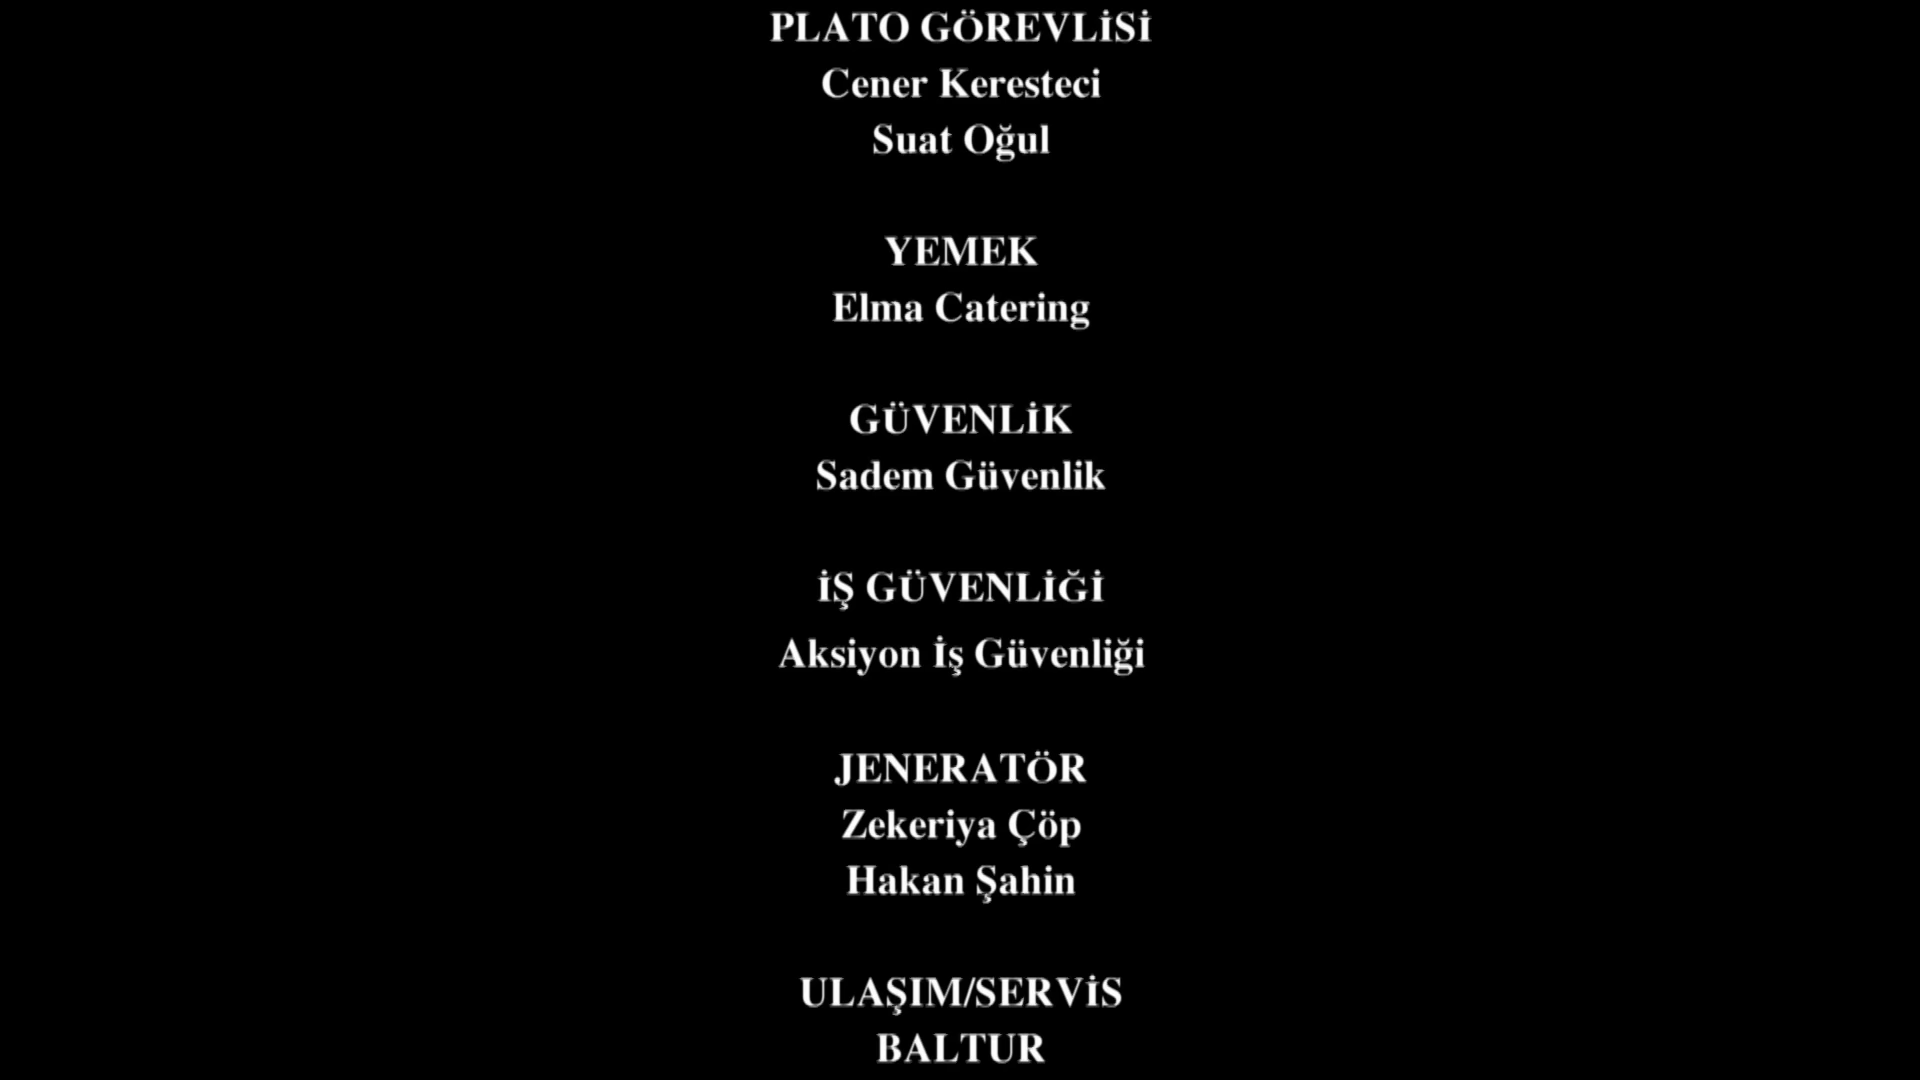 PLATO GÖREVLİSİ
Cener Keresteci
Suat Oğul
YEMEK
Elma Catering
GÜVENLİK
Sadem Güvenlik
İŞ GÜVENLİĞİ
Aksiyon İş Güvenliği
JENERATÖR
Zekeriya Çöp
Hakan Şahin
ULAŞIM/SERVİS
BALTUR